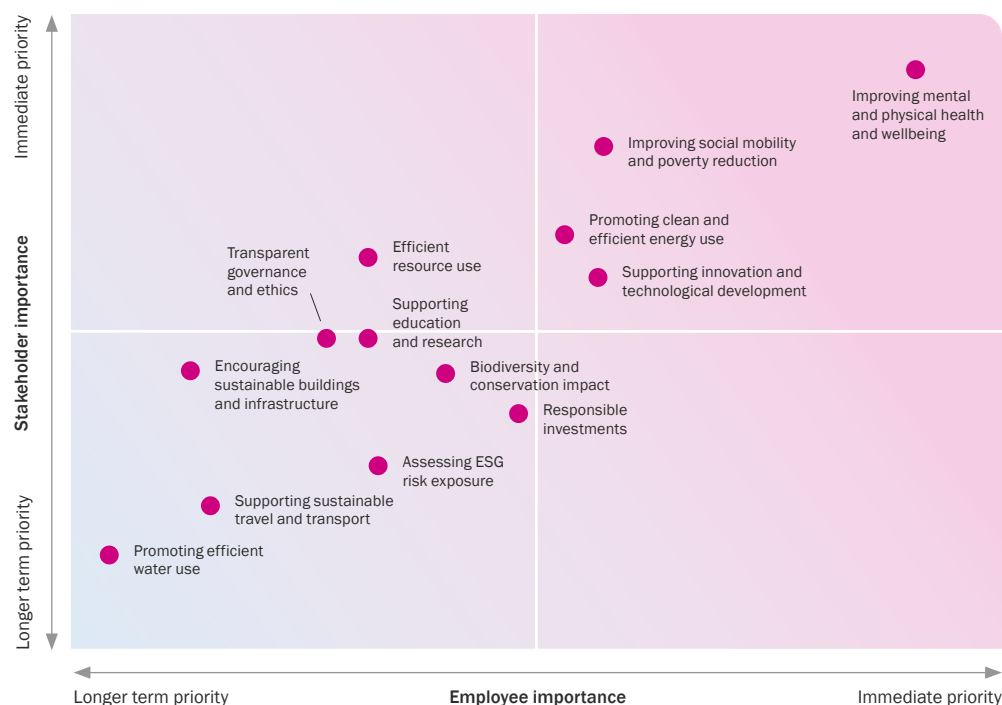 Immediate priority
Stakeholder importance
Longer term priority
Improving mental
and physical health
and wellbeing
Improving social mobility
and poverty reduction
Promoting clean and
efficient energy use
Supporting innovation and
technological development
Efficient
resource use
Transparent
governance
and ethics
Supporting
education
and research
Encouraging
sustainable buildings
and infrastructure
Biodiversity and
conservation impact
Responsible
investments
Assessing ESG
risk exposure
Supporting sustainable
travel and transport
Promoting efficient
water use
Longer term priority
Employee importance
Immediate priority